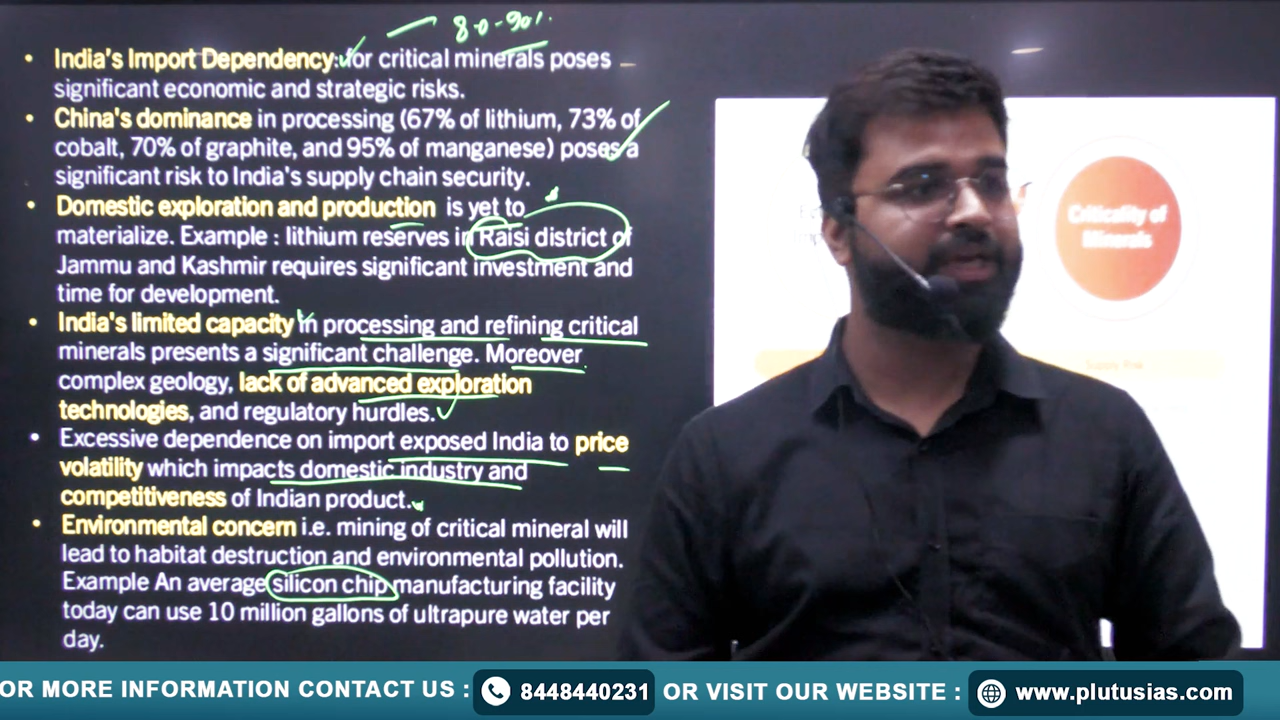 80-90%.
• India's Import Dependency: for critical minerals poses
significant economic and strategic risks.
• China's dominance in processing (67% of lithium, 73% of
cobalt, 70% of graphite, and 95% of manganese) poses a
significant risk to India's supply chain security.
• Domestic exploration and production is yet to
materialize. Example : lithium reserves in Raisi district of
Jammu and Kashmir requires significant investment and
time for development.
• India's limited capacity in processing and refining critical
minerals presents a significant challenge. Moreover
complex geology, lack of advanced exploration
technologies, and regulatory hurdles.
• Excessive dependence on import exposed India to price
volatility which impacts domestic industry and
competitiveness of Indian product.
• Environmental concern i.e. mining of critical mineral will
lead to habitat destruction and environmental pollution.
Example An average silicon chip manufacturing facility
today can use 10 million gallons of ultrapure water per
day.
Criticality of
Minerals
Supply Risk
OR MORE INFORMATION CONTACT US : 8448440231 OR VISIT OUR WEBSITE : www.plutusias.com